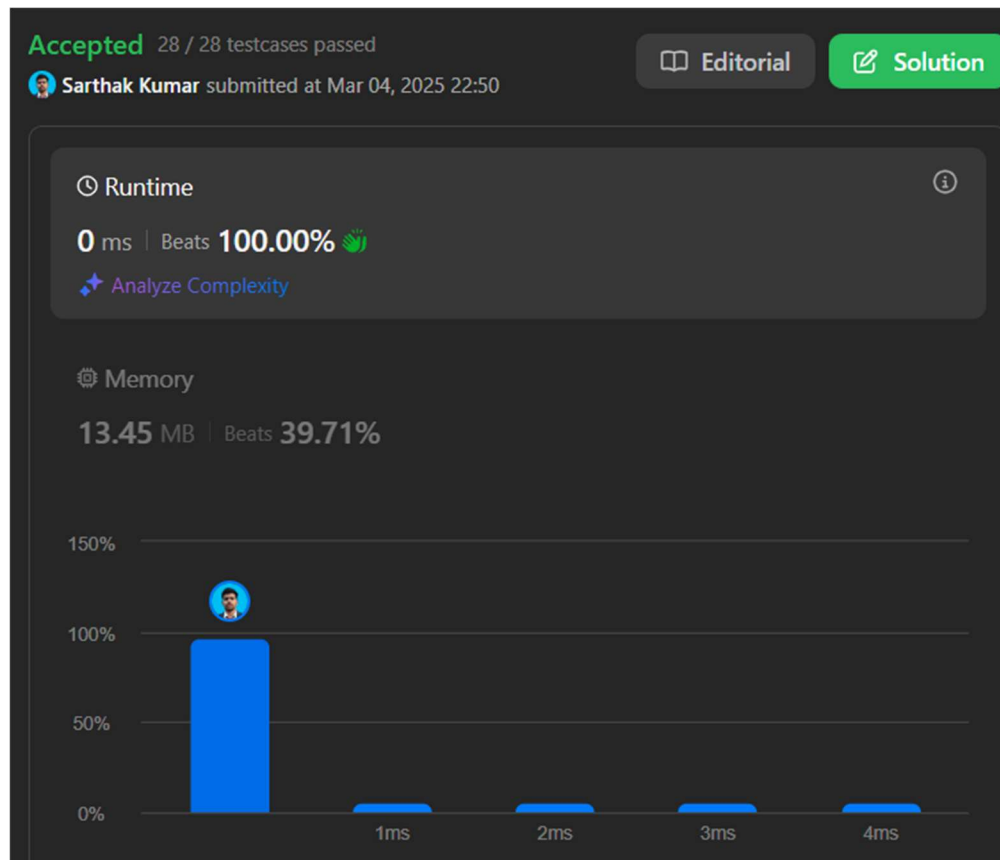 Accepted 28 / 28 testcases passed
Editorial
Solution
Sarthak Kumar submitted at Mar 04, 2025 22:50
Runtime
0 ms | Beats 100.00%
Analyze Complexity
Memory
13.45 MB | Beats 39.71%
150%
100%
50%
0%
1ms 2ms 3ms 4ms